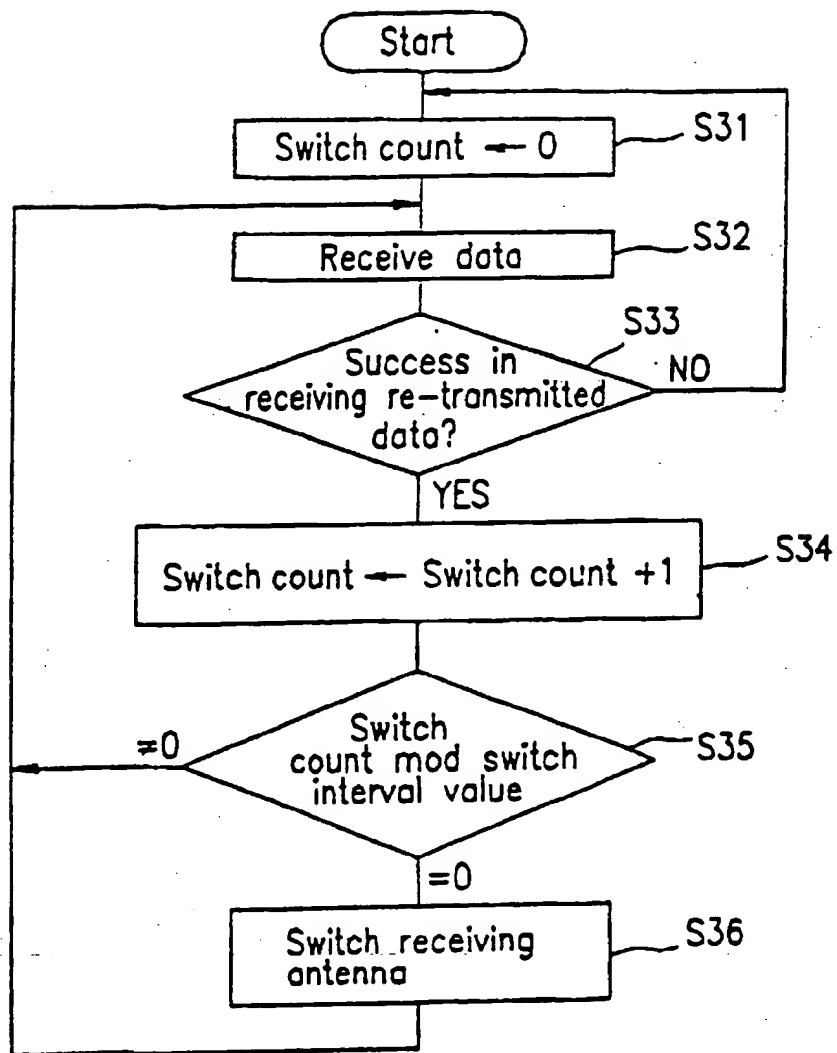 Start
Switch count ← 0
S31
Receive data
S32
S33
Success in
receiving re-transmitted
data?
NO
YES
Switch count ← Switch count +1
S34
Switch
count mod switch
interval value
≠0
S35
=0
Switch receiving
antenna
S36